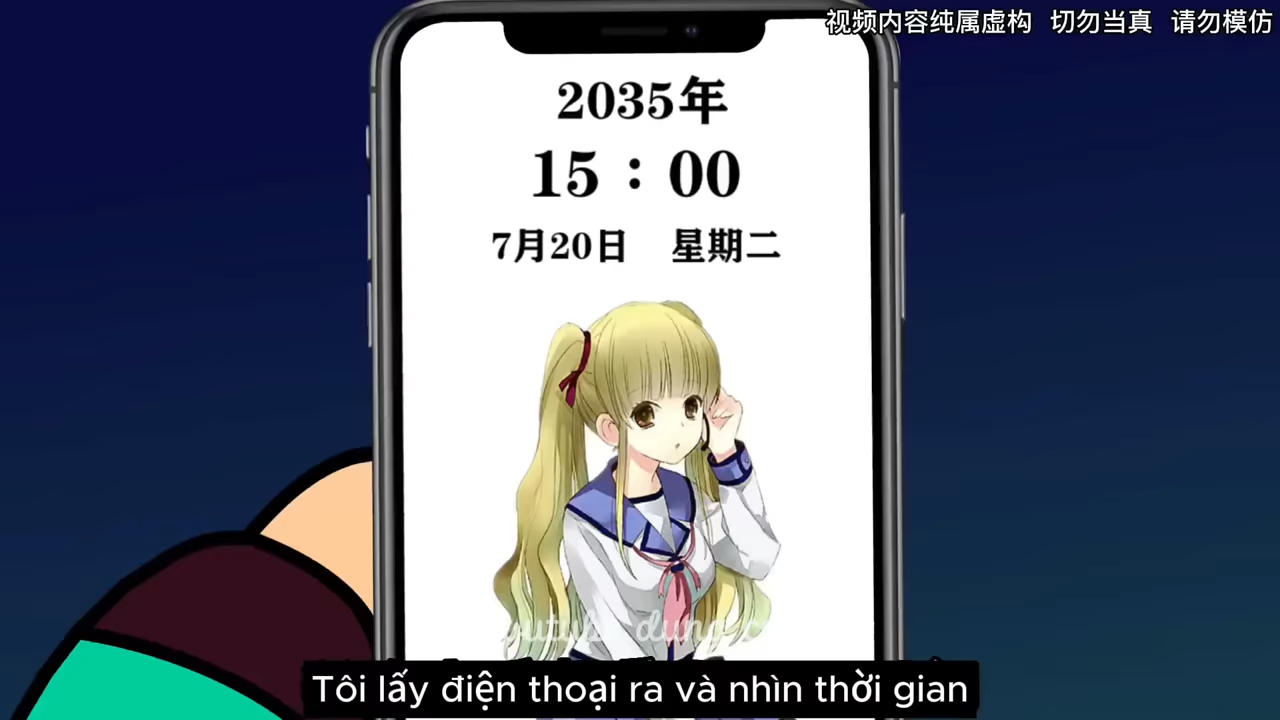 视频内容纯属虚构 切勿当真 请勿模仿
2035年
15：00
7月20日 星期二
Tôi lấy điện thoại ra và nhìn thời gian